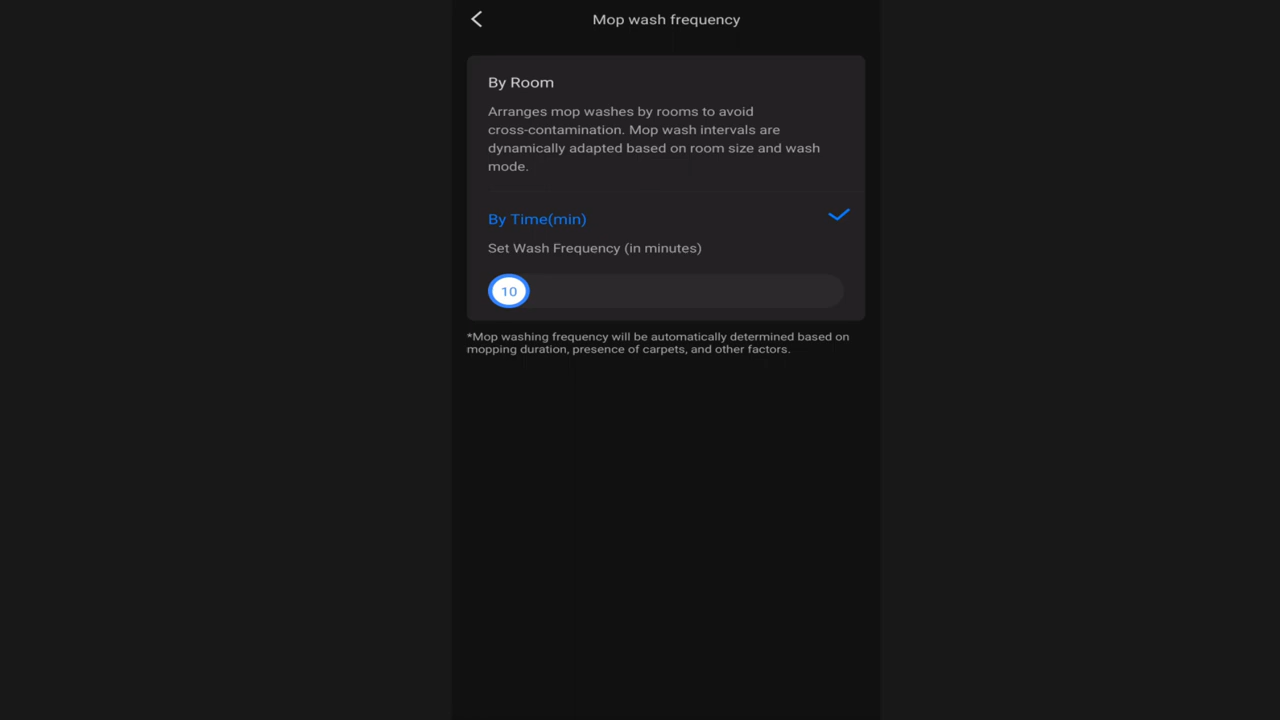 Mop wash frequency
By Room
Arranges mop washes by rooms to avoid
cross-contamination. Mop wash intervals are
dynamically adapted based on room size and wash
mode.
By Time(min)
Set Wash Frequency (in minutes)
10
*Mop washing frequency will be automatically determined based on
mopping duration, presence of carpets, and other factors.